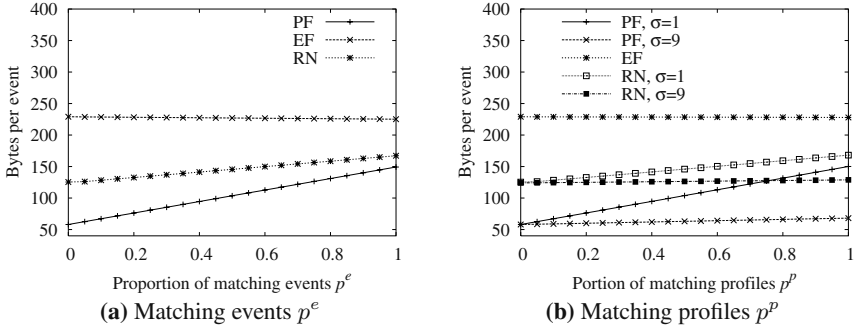 400
350
300
250
200
150
100
50
Bytes per event
PF
EF
RN
0 0.2 0.4 0.6 0.8 1
Proportion of matching events p^e
(a) Matching events p^e
400
350
300
250
200
150
100
50
Bytes per event
PF, σ=1
PF, σ=9
EF
RN, σ=1
RN, σ=9
0 0.2 0.4 0.6 0.8 1
Portion of matching profiles p^p
(b) Matching profiles p^p